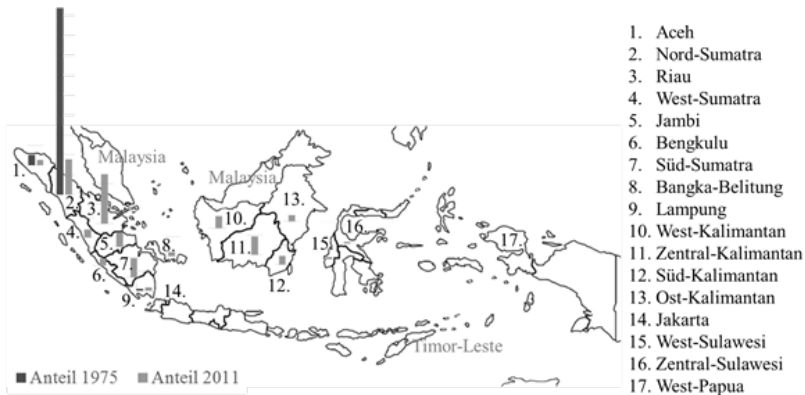 Malaysia
Malaysia
1.
2.
3.
4.
5.
6.
7.
8.
9.
10.
11.
12.
13.
14.
15.
16.
17.
Timor-Leste
Anteil 1975 Anteil 2011
1. Aceh
2. Nord-Sumatra
3. Riau
4. West-Sumatra
5. Jambi
6. Bengkulu
7. Süd-Sumatra
8. Bangka-Belitung
9. Lampung
10. West-Kalimantan
11. Zentral-Kalimantan
12. Süd-Kalimantan
13. Ost-Kalimantan
14. Jakarta
15. West-Sulawesi
16. Zentral-Sulawesi
17. West-Papua